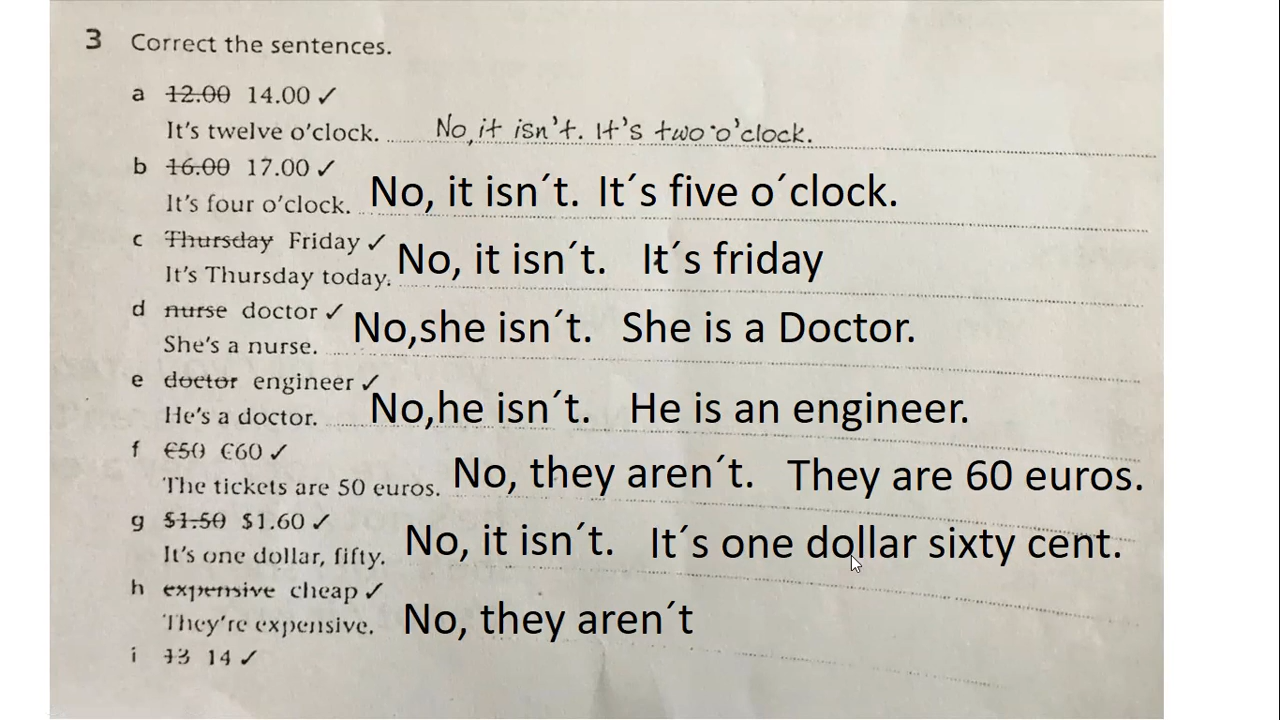 3 Correct the sentences.
a 12.00 14.00 ✓
It's twelve o'clock. No, it isn't. It's two o'clock.
b 16.00 17.00 ✓
It's four o'clock. No, it isn´t. It´s five o´clock.
c Thursday Friday ✓
It's Thursday today. No, it isn´t. It´s friday
d nurse doctor ✓
She's a nurse. No,she isn´t. She is a Doctor.
e doctor engineer ✓
He's a doctor. No,he isn´t. He is an engineer.
f €50 €60 ✓
The tickets are 50 euros. No, they aren´t. They are 60 euros.
g $1.50 $1.60 ✓
It's one dollar, fifty. No, it isn´t. It´s one dollar sixty cent.
h expensive cheap ✓
They're expensive. No, they aren´t
i 13 14 ✓